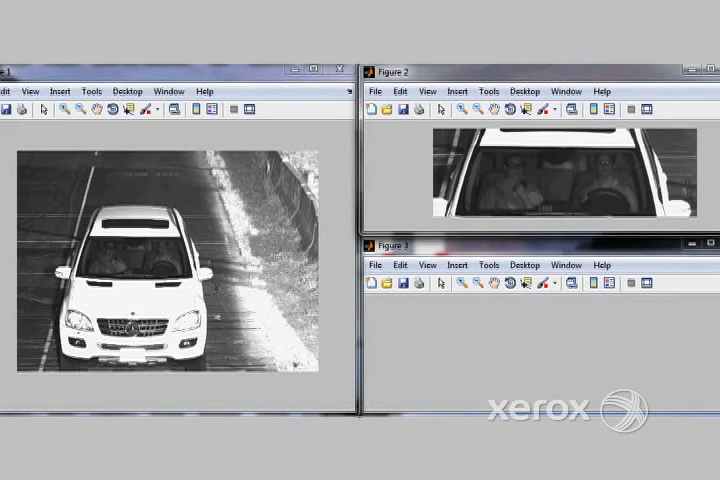 e 1
dit View Insert Tools Desktop Window Help
Figure 2
File Edit View Insert Tools Desktop Window Help
Figure 3
File Edit View Insert Tools Desktop Window Help
xerox